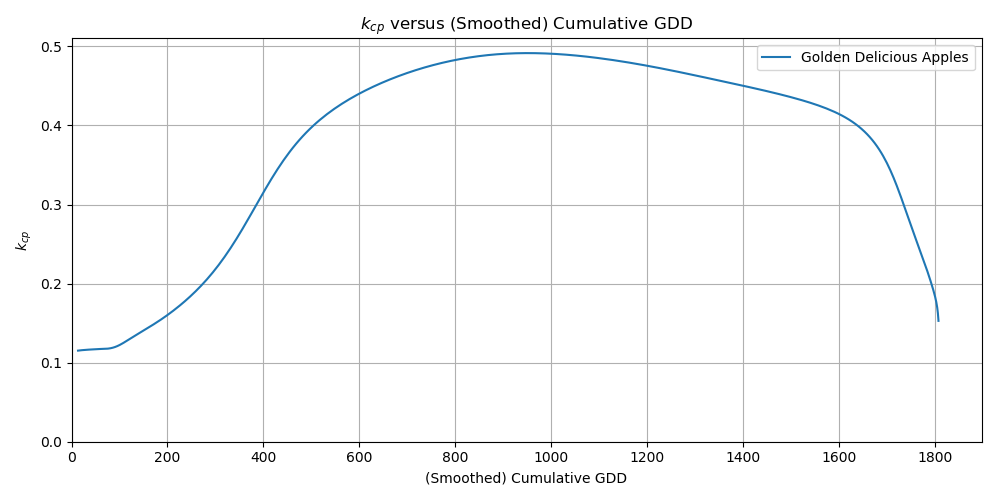 k_cp versus (Smoothed) Cumulative GDD
Golden Delicious Apples
0.5
0.4
0.3
0.2
0.1
0.0
k_cp
0 200 400 600 800 1000 1200 1400 1600 1800
(Smoothed) Cumulative GDD